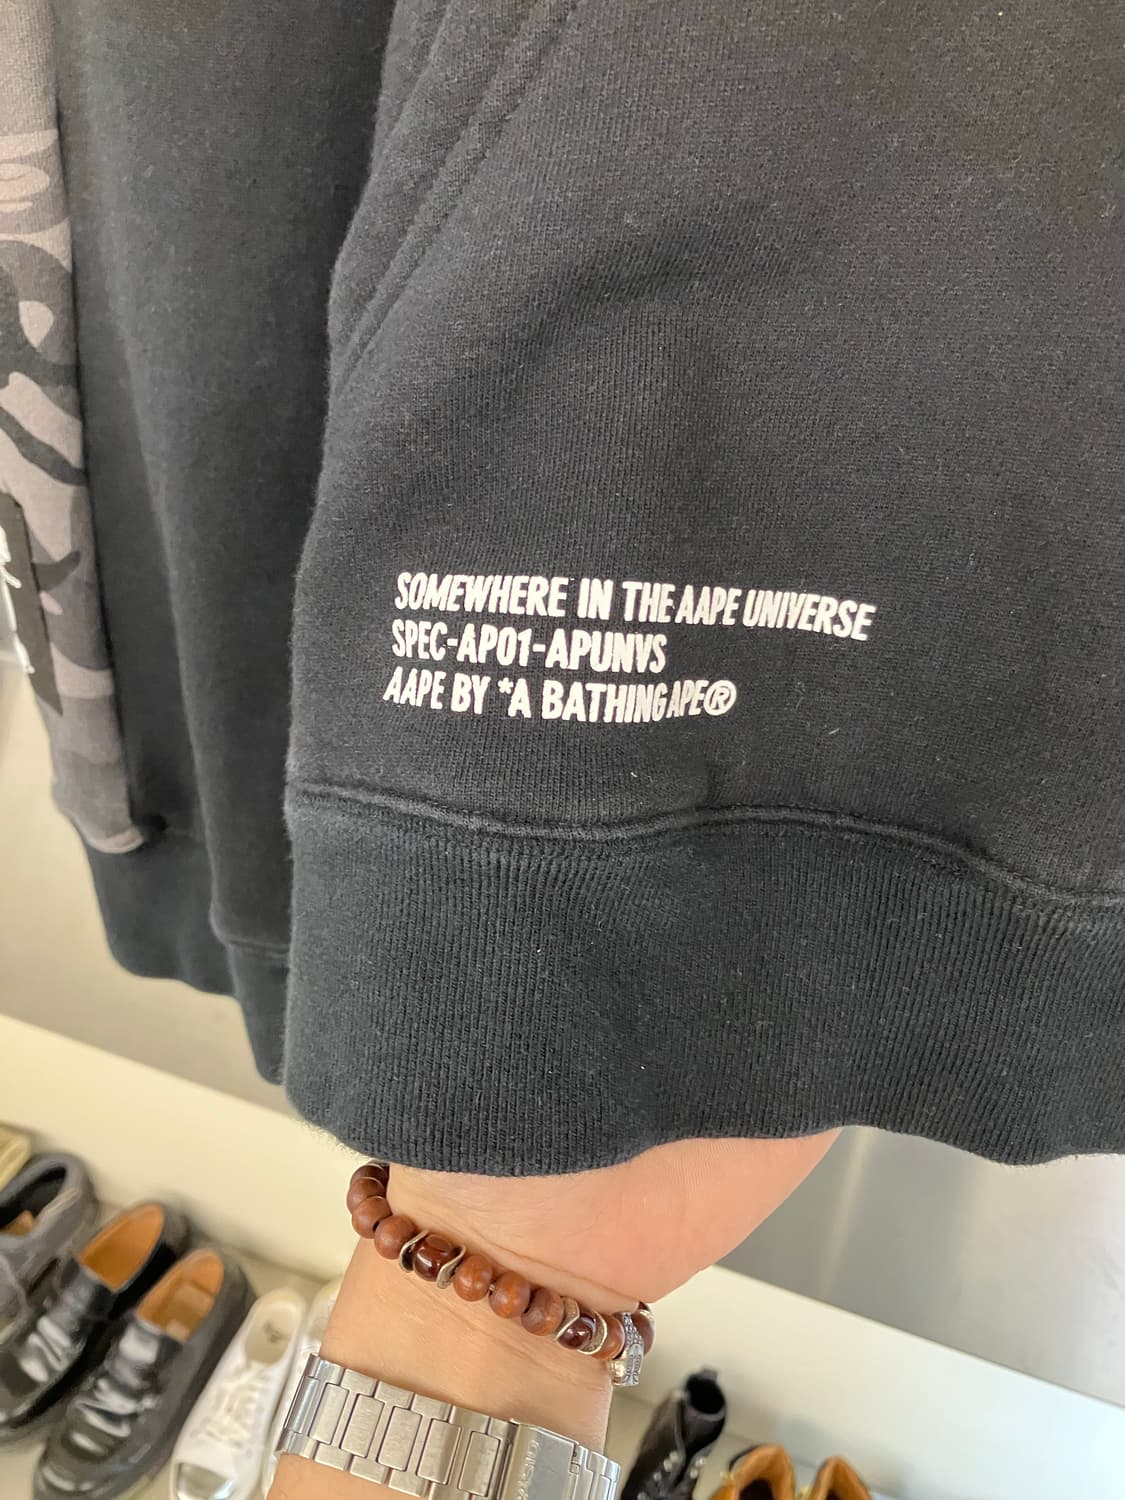 SOMEWHERE IN THE AAPE UNIVERSE
SPEC-AP01-APUNVS
AAPE BY *A BATHING APE®